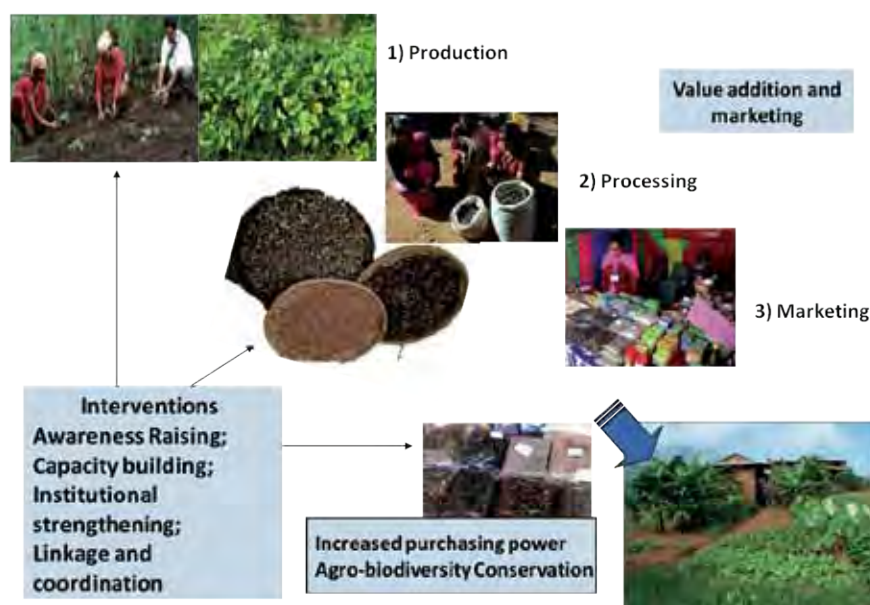 1) Production
Value addition and
marketing
2) Processing
3) Marketing
Interventions
Awareness Raising;
Capacity building;
Institutional
strengthening;
Linkage and
coordination
Increased purchasing power
Agro-biodiversity Conservation